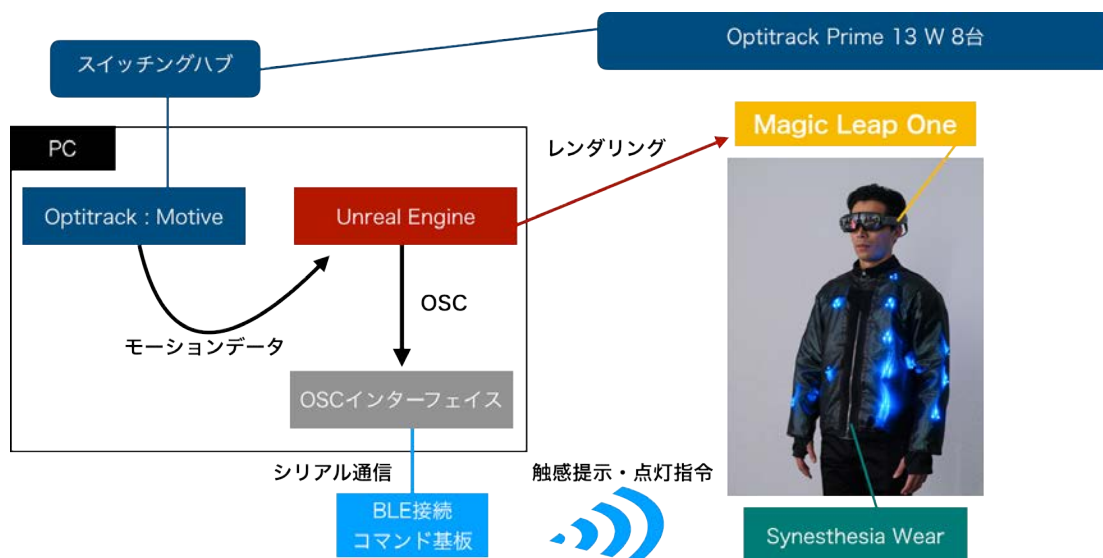 Optitrack Prime 13 W 8台
スイッチングハブ
Magic Leap One
PC
レンダリング
Optitrack : Motive
Unreal Engine
OSC
モーションデータ
OSCインターフェイス
シリアル通信
触感提示・点灯指令
BLE接続
コマンド基板
Synesthesia Wear